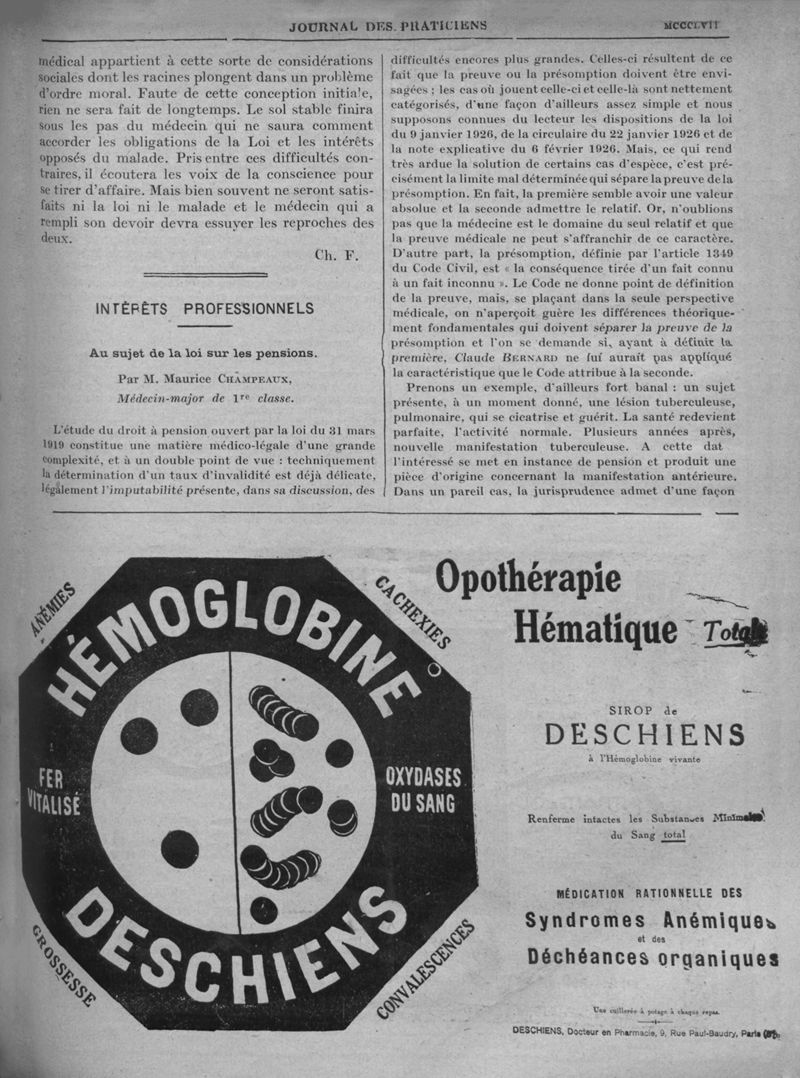 JOURNAL DES PRATICIENS
MCCCLVII
médical appartient à cette sorte de considérations
sociales dont les racines plongent dans un problème
d'ordre moral. Faute de cette conception initiale,
rien ne sera fait de longtemps. Le sol stable finira
sous les pas du médecin qui ne saura comment
accorder les obligations de la Loi et les intérêts
opposés du malade. Pris entre ces difficultés con-
traires, il écoutera les voix de la conscience pour
se tirer d'affaire. Mais bien souvent ne seront satis-
faits ni la loi ni le malade et le médecin qui a
rempli son devoir devra essuyer les reproches des
deux.
Ch. F.
INTÉRÊTS PROFESSIONNELS
Au sujet de la loi sur les pensions.
Par M. Maurice CHAMPEAUX,
Médecin-major de 1re classe.
L'étude du droit à pension ouvert par la loi du 31 mars
1919 constitue une matière médico-légale d'une grande
complexité, et à un double point de vue : techniquement
la détermination d'un taux d'invalidité est déjà délicate,
légalement l'imputabilité présente, dans sa discussion, des
difficultés encores plus grandes. Celles-ci résultent de ce
fait que la preuve ou la présomption doivent être envi-
sagées ; les cas où jouent celle-ci et celle-là sont nettement
catégorisés, d'une façon d'ailleurs assez simple et nous
supposons connues du lecteur les dispositions de la loi
du 9 janvier 1926, de la circulaire du 22 janvier 1926 et de
la note explicative du 6 février 1926. Mais, ce qui rend
très ardue la solution de certains cas d'espèce, c'est pré-
cisément la limite mal déterminée qui sépare la preuve de la
présomption. En fait, la première semble avoir une valeur
absolue et la seconde admettre le relatif. Or, n'oublions
pas que la médecine est le domaine du seul relatif et que
la preuve médicale ne peut s'affranchir de ce caractère.
D'autre part, la présomption, définie par l'article 1349
du Code Civil, est « la conséquence tirée d'un fait connu
à un fait inconnu ». Le Code ne donne point de définition
de la preuve, mais, se plaçant dans la seule perspective
médicale, on n'aperçoit guère les différences théorique-
ment fondamentales qui doivent séparer la preuve de la
présomption et l'on se demande si, ayant à définir la
première, Claude BERNARD ne lui aurait pas appliqué
la caractéristique que le Code attribue à la seconde.
Prenons un exemple, d'ailleurs fort banal : un sujet
présente, à un moment donné, une lésion tuberculeuse,
pulmonaire, qui se cicatrise et guérit. La santé redevient
parfaite, l'activité normale. Plusieurs années après,
nouvelle manifestation tuberculeuse. A cette dat
l'intéressé se met en instance de pension et produit une
pièce d'origine concernant la manifestation antérieure.
Dans un pareil cas, la jurisprudence admet d'une façon
ANÉMIES
CACHEXIES
HÉMOGLOBINE
FER
VITALISÉ
OXYDASES
DU SANG
DESCHIENS
GROSSESSE
CONVALESCENCES
Opothérapie
Hématique Totale
SIROP de
DESCHIENS
à l'Hémoglobine vivante
Renferme intactes les Substances
du Sang total
MÉDICATION RATIONNELLE DES
Syndromes Anémiques
et des
Déchéances organiques
Une cuillerée à potage à chaque repas.
DESCHIENS, Docteur en Pharmacie, 9, Rue Paul-Baudry, Paris